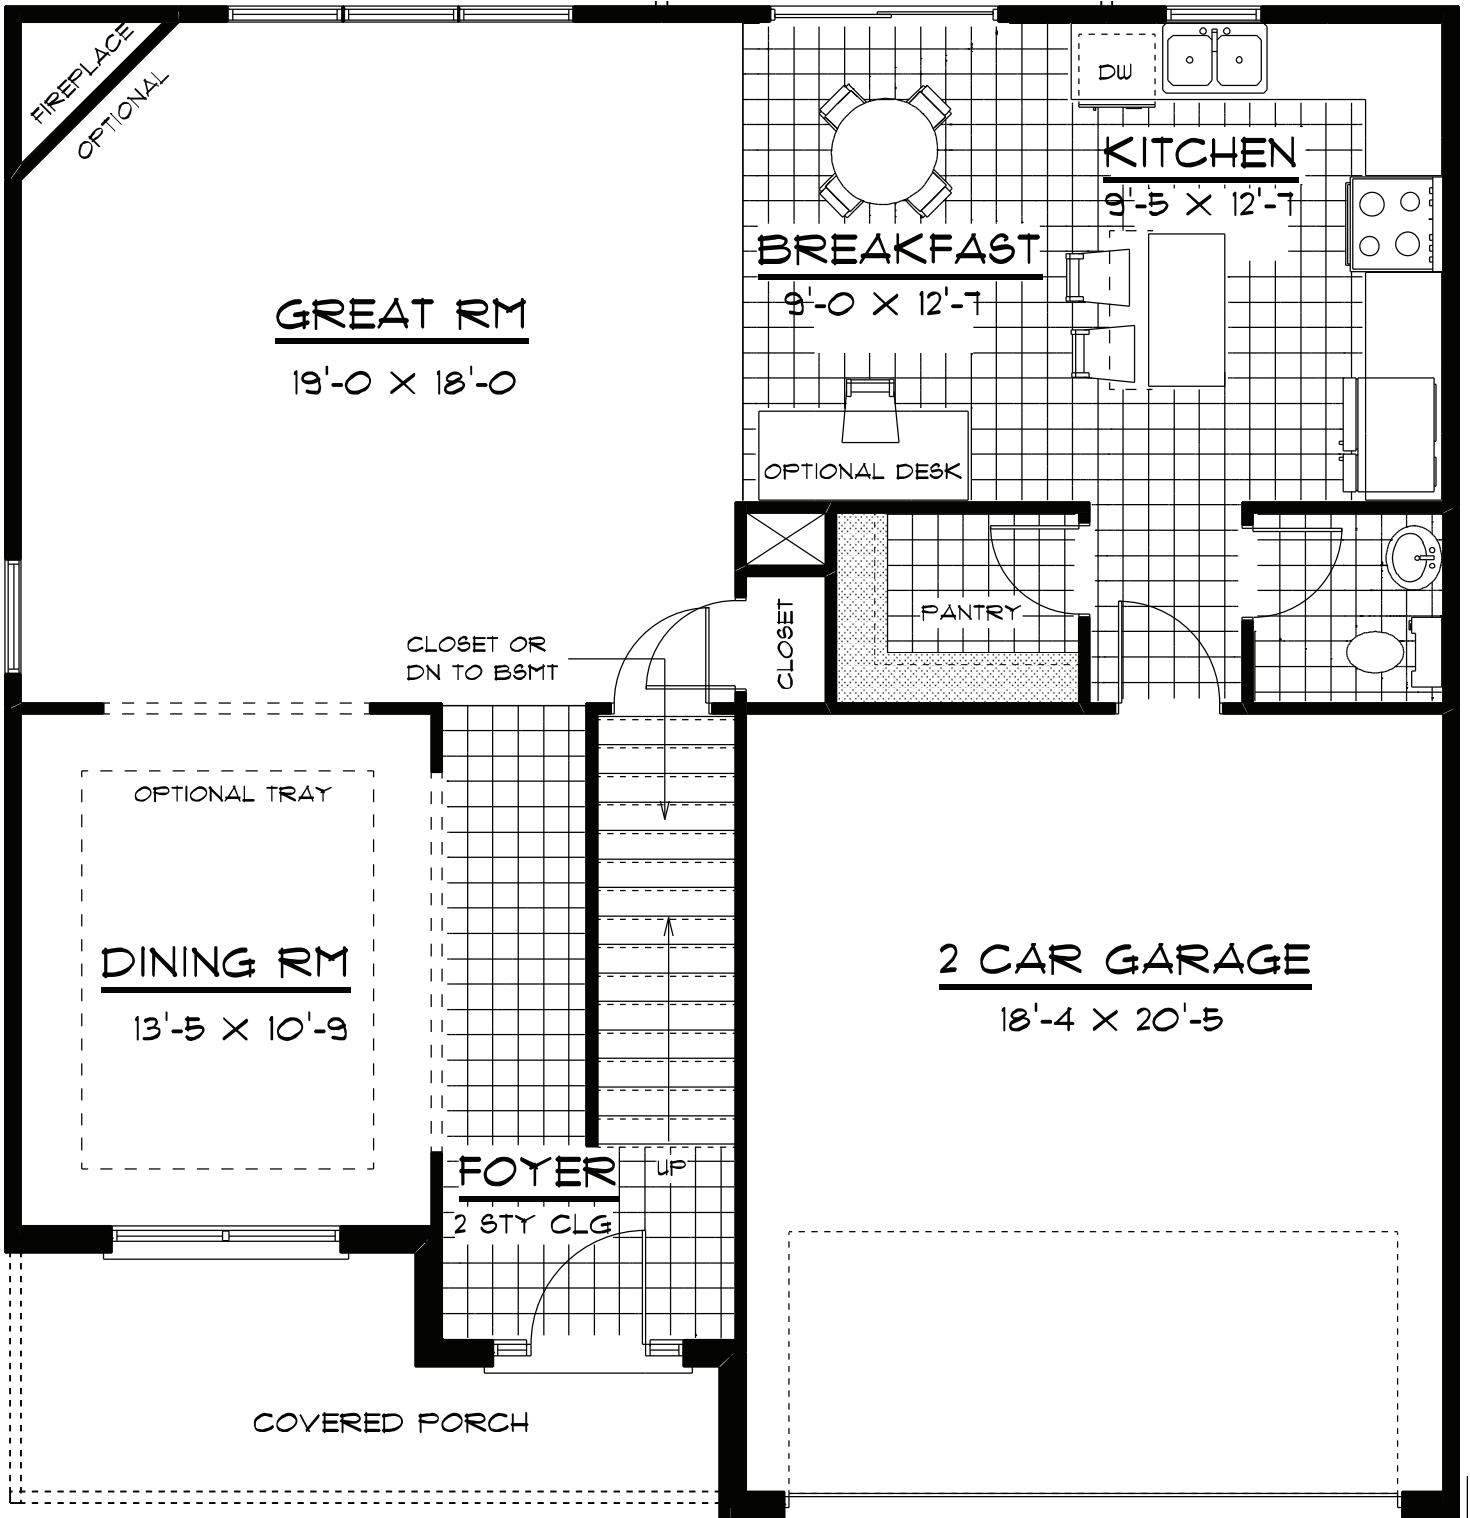 FIREPLACE
OPTIONAL
DW
KITCHEN
9'-5 X 12'-7
BREAKFAST
9'-0 X 12'-7
GREAT RM
19'-0 X 18'-0
OPTIONAL DESK
PANTRY
CLOSET
CLOSET OR
DN TO BSMT
OPTIONAL TRAY
DINING RM
13'-5 X 10'-9
2 CAR GARAGE
18'-4 X 20'-5
FOYER
UP
2 STY CLG
COVERED PORCH